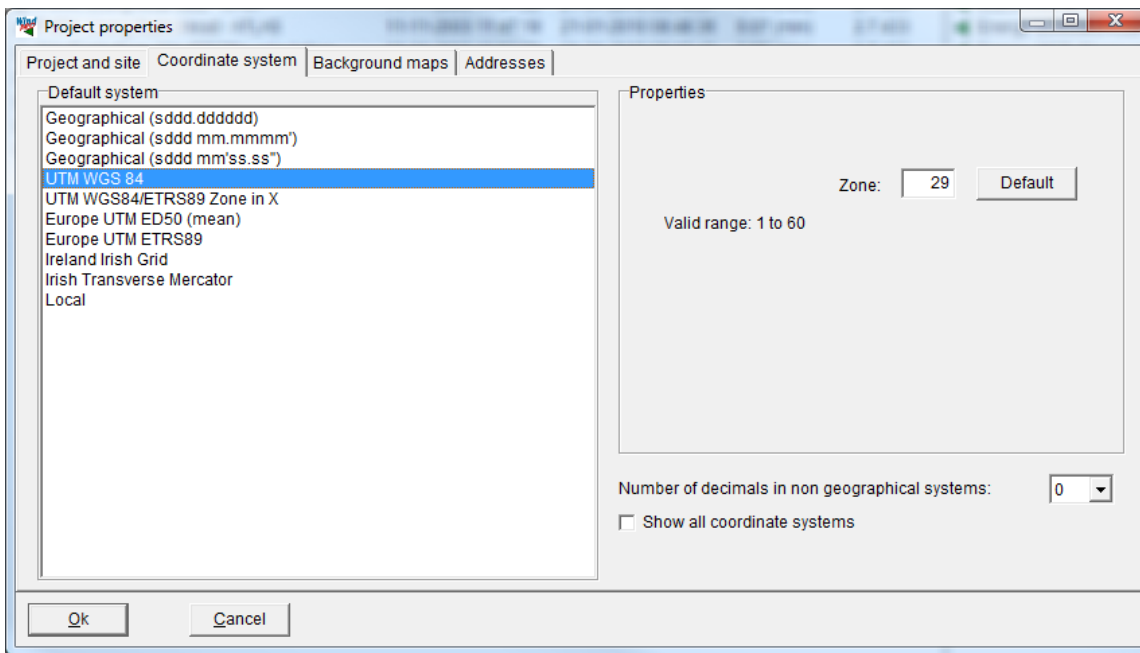 Project properties
Project and site Coordinate system Background maps Addresses
Default system
Geographical (sddd.dddddd)
Geographical (sddd mm.mmmm')
Geographical (sddd mm'ss.ss")
UTM WGS 84
UTM WGS84/ETRS89 Zone in X
Europe UTM ED50 (mean)
Europe UTM ETRS89
Ireland Irish Grid
Irish Transverse Mercator
Local
Properties
Zone: 29 Default
Valid range: 1 to 60
Number of decimals in non geographical systems: 0
Show all coordinate systems
Ok Cancel